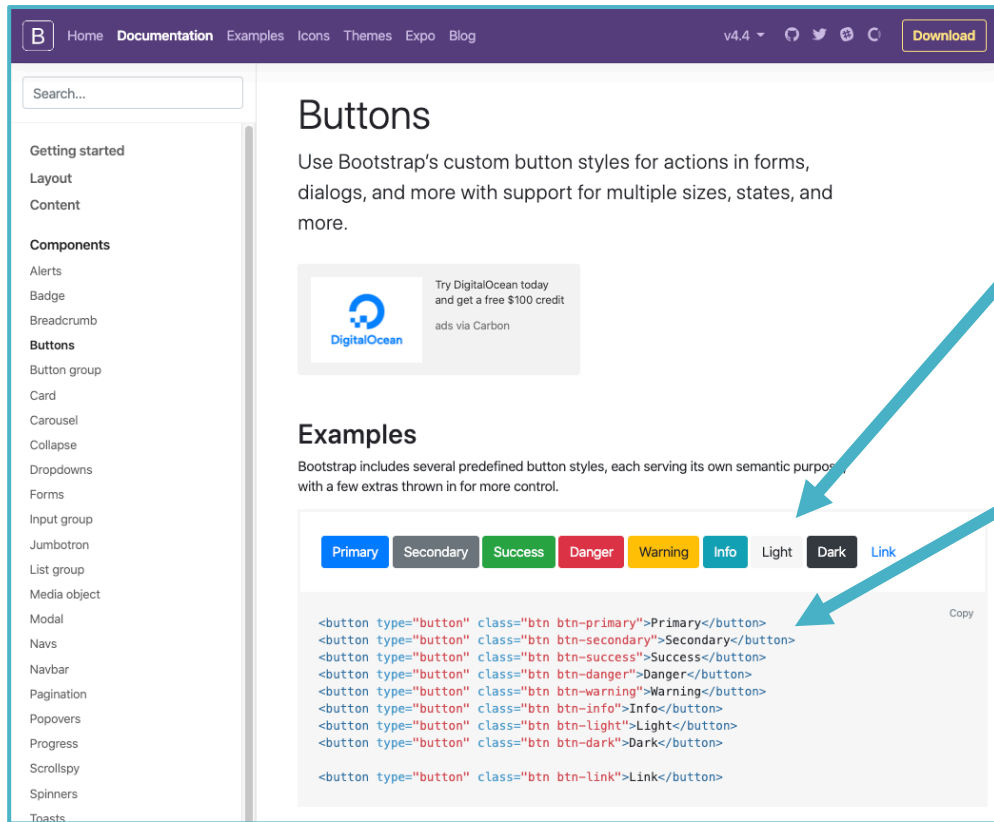 B Home Documentation Examples Icons Themes Expo Blog v4.4 Download
Search...
Getting started
Layout
Content
Components
Alerts
Badge
Breadcrumb
Buttons
Button group
Card
Carousel
Collapse
Dropdowns
Forms
Input group
Jumbotron
List group
Media object
Modal
Navs
Navbar
Pagination
Popovers
Progress
Scrollspy
Spinners
Toasts
Buttons
Use Bootstrap's custom button styles for actions in forms,
dialogs, and more with support for multiple sizes, states, and
more.
DigitalOcean
Try DigitalOcean today
and get a free $100 credit
ads via Carbon
Examples
Bootstrap includes several predefined button styles, each serving its own semantic purpose,
with a few extras thrown in for more control.
Primary Secondary Success Danger Warning Info Light Dark Link
Copy
<button type="button" class="btn btn-primary">Primary</button>
<button type="button" class="btn btn-secondary">Secondary</button>
<button type="button" class="btn btn-success">Success</button>
<button type="button" class="btn btn-danger">Danger</button>
<button type="button" class="btn btn-warning">Warning</button>
<button type="button" class="btn btn-info">Info</button>
<button type="button" class="btn btn-light">Light</button>
<button type="button" class="btn btn-dark">Dark</button>
<button type="button" class="btn btn-link">Link</button>